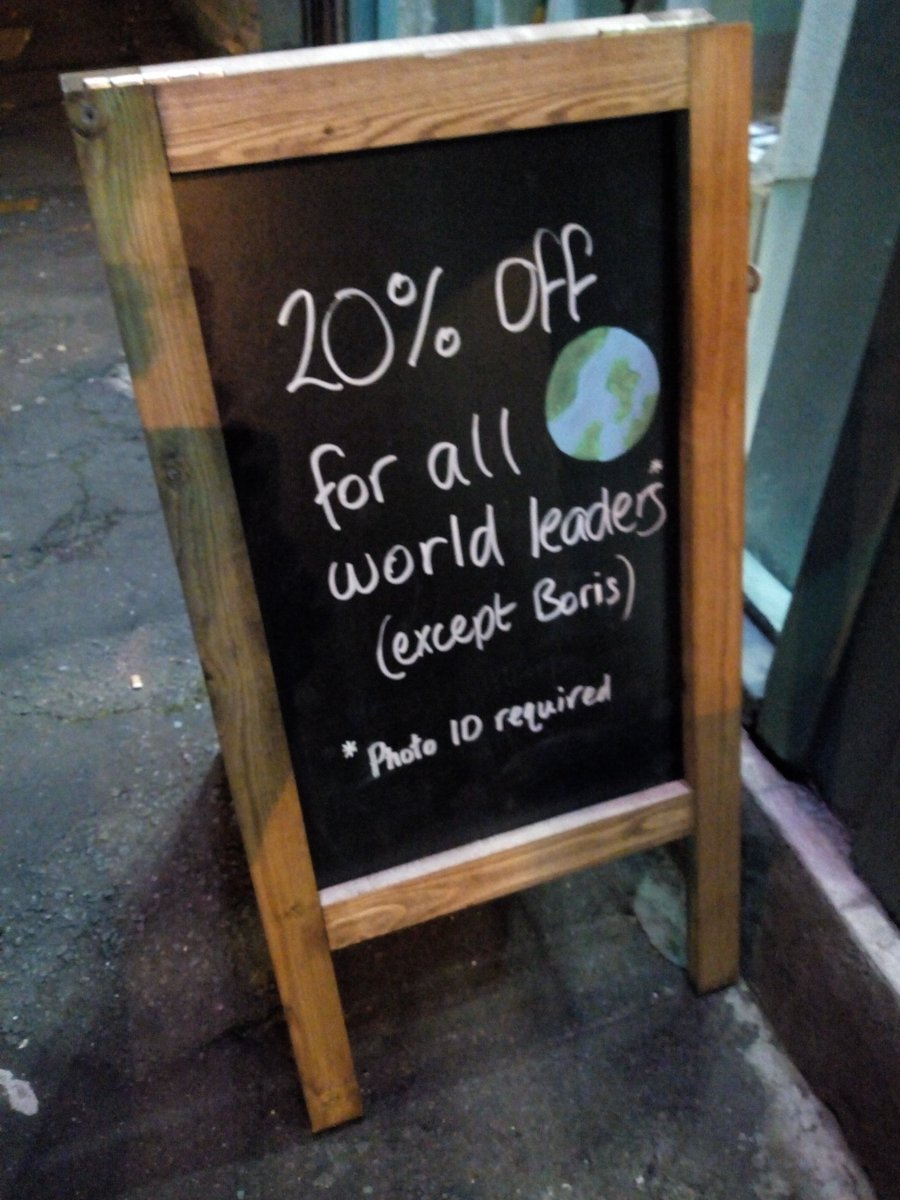 20% off
for all
world leaders*
(except Boris)
* Photo ID required